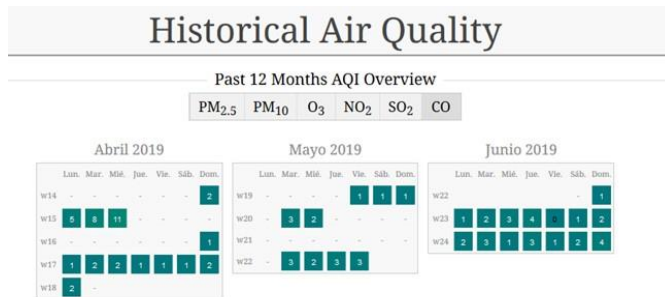 Historical Air Quality
Past 12 Months AQI Overview
PM2.5 PM10 O3 NO2 SO2 CO
Abril 2019
Lun. Mar. Mié. Jue. Vie. Sáb. Dom.
w14 - - - - - - 2
w15 5 8 11 - - - -
w16 - - - - - - 1
w17 1 2 2 1 1 1 2
w18 2 -
Mayo 2019
Lun. Mar. Mié. Jue. Vie. Sáb. Dom.
w19 - - 1 1 1
w20 - 3 2 - - - -
w21 - - - - - - -
w22 - 3 2 3 3
Junio 2019
Lun. Mar. Mié. Jue. Vie. Sáb. Dom.
w22 - 1
w23 1 2 3 4 1 2
w24 2 3 1 3 1 2 4